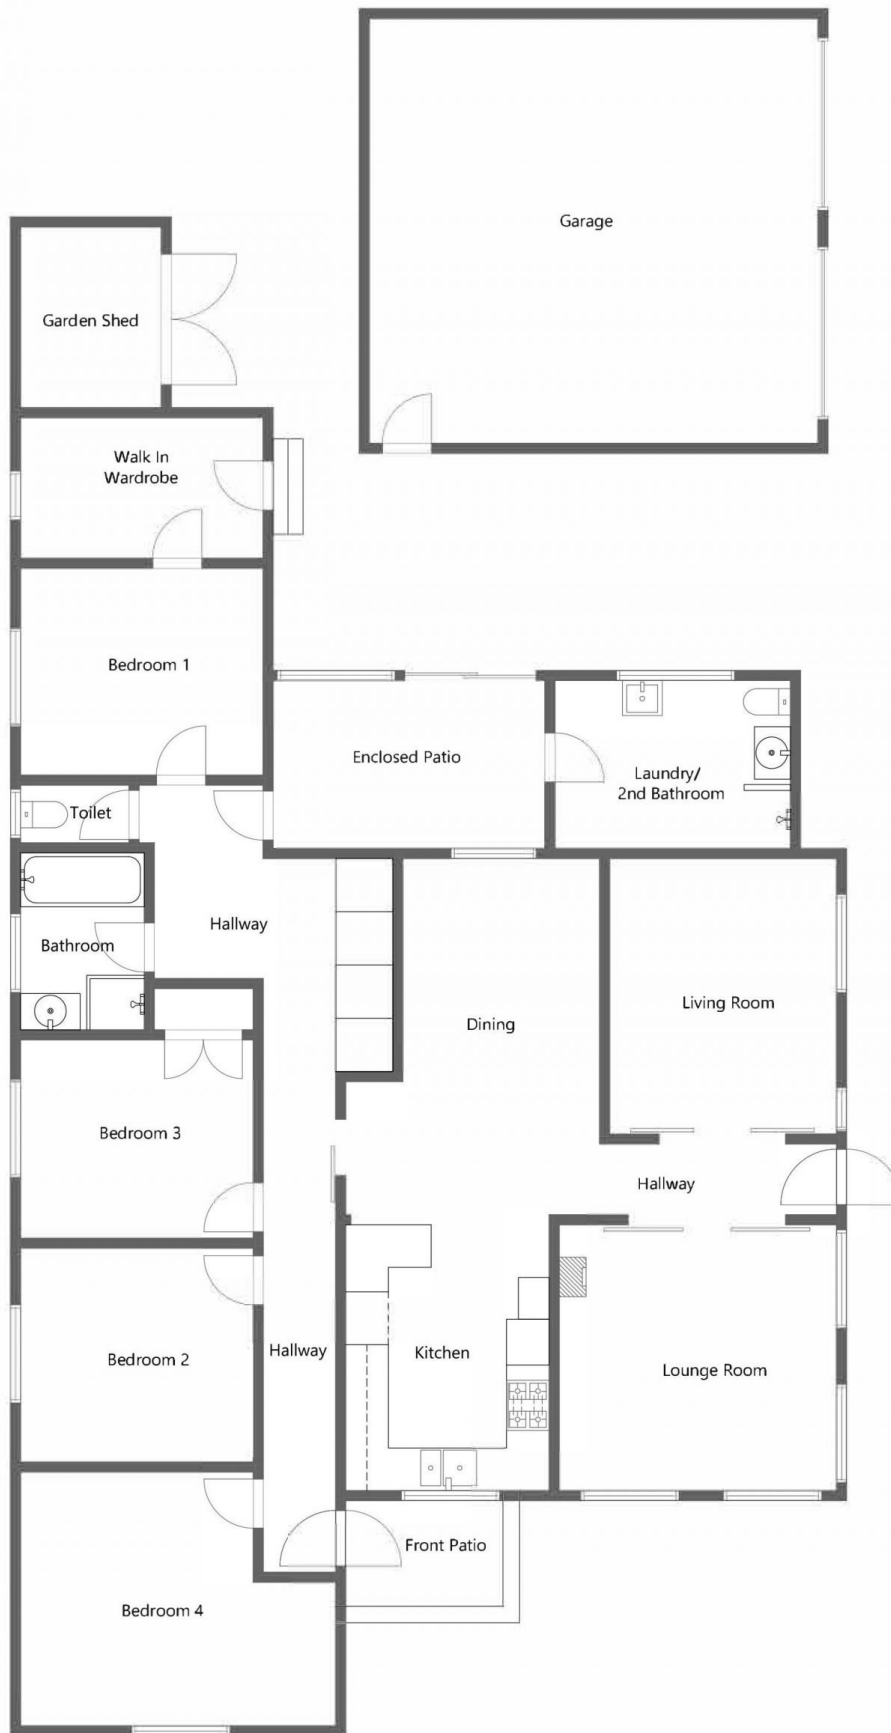 Garage
Garden Shed
Walk In
Wardrobe
Bedroom 1
Enclosed Patio
Laundry/
2nd Bathroom
Toilet
Hallway
Bathroom
Living Room
Dining
Bedroom 3
Hallway
Hallway
Kitchen
Bedroom 2
Lounge Room
Front Patio
Bedroom 4